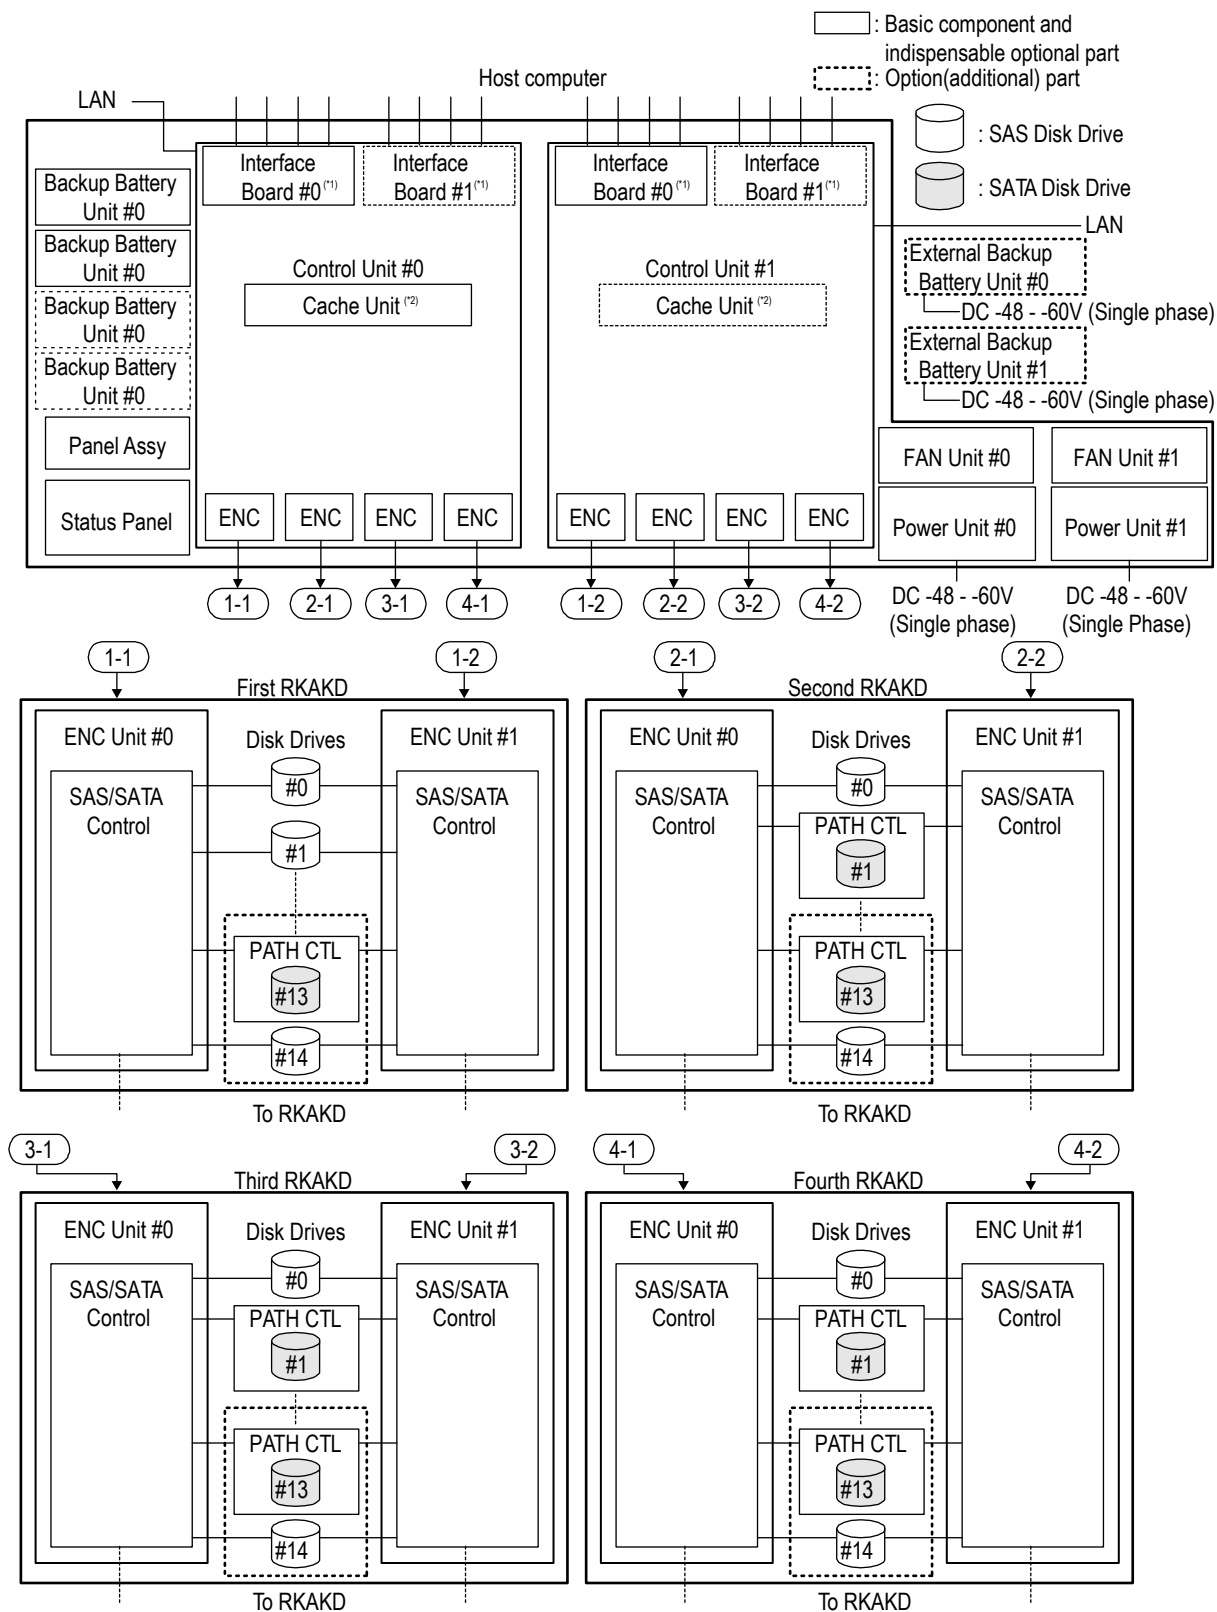 : Basic component and
indispensable optional part
: Option(additional) part
Host computer
LAN
: SAS Disk Drive
: SATA Disk Drive
Interface
Board #0 (*1)
Interface
Board #1 (*1)
Interface
Board #0 (*1)
Interface
Board #1 (*1)
Backup Battery
Unit #0
Backup Battery
Unit #0
Backup Battery
Unit #0
Backup Battery
Unit #0
Panel Assy
Status Panel
Control Unit #0
Cache Unit (*2)
Control Unit #1
Cache Unit (*2)
LAN
External Backup
Battery Unit #0
DC -48 - -60V (Single phase)
External Backup
Battery Unit #1
DC -48 - -60V (Single phase)
FAN Unit #0
FAN Unit #1
Power Unit #0
Power Unit #1
ENC
ENC
ENC
ENC
ENC
ENC
ENC
ENC
1-1
2-1
3-1
4-1
1-2
2-2
3-2
4-2
DC -48 - -60V
(Single phase)
DC -48 - -60V
(Single Phase)
1-1
1-2
First RKAKD
ENC Unit #0
Disk Drives
ENC Unit #1
SAS/SATA
Control
#0
#1
PATH CTL
#13
#14
SAS/SATA
Control
To RKAKD
2-1
2-2
Second RKAKD
ENC Unit #0
Disk Drives
ENC Unit #1
SAS/SATA
Control
#0
PATH CTL
#1
PATH CTL
#13
#14
SAS/SATA
Control
To RKAKD
3-1
3-2
Third RKAKD
ENC Unit #0
Disk Drives
ENC Unit #1
SAS/SATA
Control
#0
PATH CTL
#1
PATH CTL
#13
#14
SAS/SATA
Control
To RKAKD
4-1
4-2
Fourth RKAKD
ENC Unit #0
Disk Drives
ENC Unit #1
SAS/SATA
Control
#0
PATH CTL
#1
PATH CTL
#13
#14
SAS/SATA
Control
To RKAKD